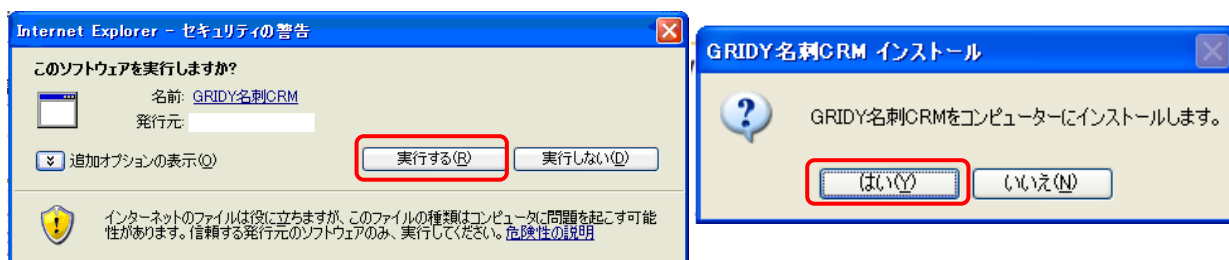 Internet Explorer - セキュリティの警告
このソフトウェアを実行しますか?
名前: GRIDY名刺CRM
発行元:
追加オプションの表示(O)
実行する(R)
実行しない(D)
インターネットのファイルは役に立ちますが、このファイルの種類はコンピュータに問題を起こす可能
性があります。信頼する発行元のソフトウェアのみ、実行してください。危険性の説明
GRIDY名刺CRM インストール
GRIDY名刺CRMをコンピューターにインストールします。
はい(Y)
いいえ(N)